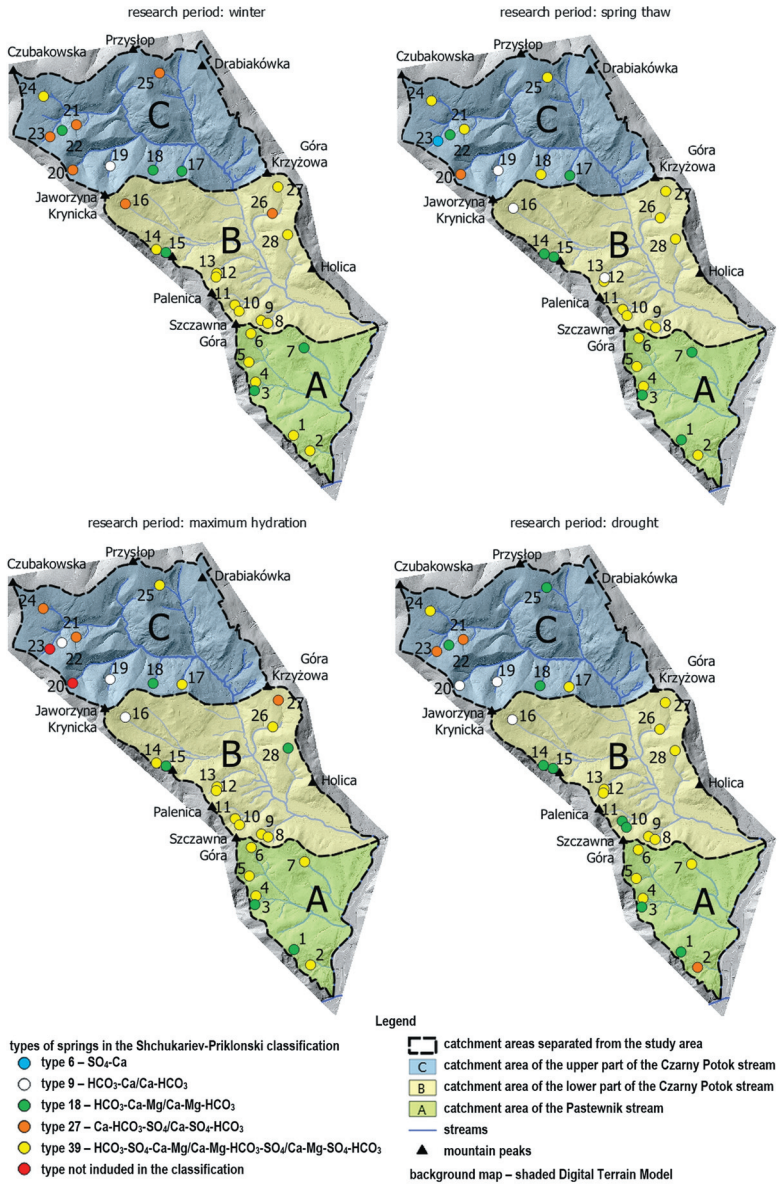 research period: winter
Przysłop
Czubakowska
Drabiakówka
24
25
21
C
23
22
19
18
17
20
Góra
Krzyżowa
27
Jaworzyna
Krynicka
16
26
B
14
15
28
13
12
Holica
Palenica
11
10
9
8
Szczawna
Góra
6
7
5
A
4
3
1
2
research period: spring thaw
Przysłop
Czubakowska
Drabiakówka
24
25
21
C
23
22
19
18
17
20
Góra
Krzyżowa
27
Jaworzyna
Krynicka
16
26
B
14
15
28
13
12
Holica
Palenica
11
10
9
8
Szczawna
Góra
6
7
5
A
4
3
1
2
research period: maximum hydration
Przysłop
Czubakowska
Drabiakówka
25
21
C
23
22
19
18
17
20
Góra
Krzyżowa
27
Jaworzyna
Krynicka
16
26
B
14
15
28
13
12
Holica
Palenica
11
10
9
8
Szczawna
Góra
6
7
5
A
4
3
1
2
research period: drought
Przysłop
Czubakowska
Drabiakówka
24
25
21
C
23
22
19
18
17
20
Góra
Krzyżowa
27
Jaworzyna
Krynicka
16
26
B
14
15
28
13
12
Holica
Palenica
11
10
9
8
Szczawna
Góra
6
7
5
A
4
3
1
2
Legend
types of springs in the Shchukariev-Priklonski classification
type 6 – SO₄-Ca
type 9 – HCO₃-Ca/Ca-HCO₃
type 18 – HCO₃-Ca-Mg/Ca-Mg-HCO₃
type 27 – Ca-HCO₃-SO₄/Ca-SO₄-HCO₃
type 39 – HCO₃-SO₄-Ca-Mg/Ca-Mg-HCO₃-SO₄/Ca-Mg-SO₄-HCO₃
type not included in the classification
catchment areas separated from the study area
C catchment area of the upper part of the Czarny Potok stream
B catchment area of the lower part of the Czarny Potok stream
A catchment area of the Pastewnik stream
streams
mountain peaks
background map – shaded Digital Terrain Model